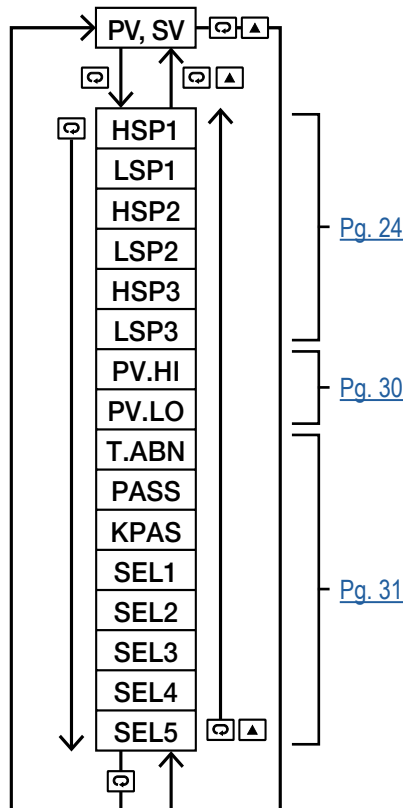 PV, SV
HSP1
LSP1
HSP2
LSP2
HSP3
LSP3
Pg. 24
PV.HI
PV.LO
Pg. 30
T.ABN
PASS
KPAS
SEL1
SEL2
SEL3
SEL4
SEL5
Pg. 31